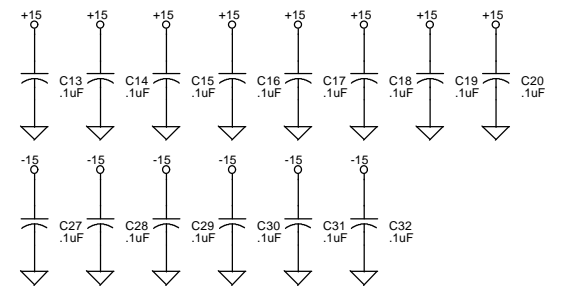 +15 +15 +15 +15 +15 +15 +15 +15
C13 C14 C15 C16 C17 C18 C19 C20
.1uF .1uF .1uF .1uF .1uF .1uF .1uF .1uF
-15 -15 -15 -15 -15 -15
C27 C28 C29 C30 C31 C32
.1uF .1uF .1uF .1uF .1uF .1uF